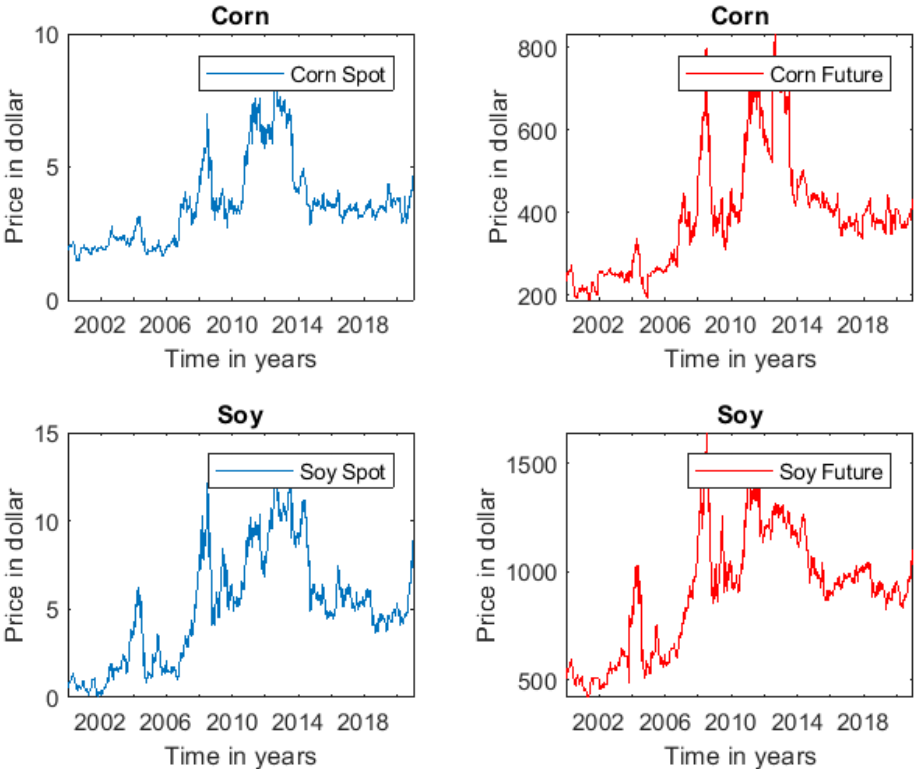 Corn
Price in dollar
10
5
0
Corn Spot
2002 2006 2010 2014 2018
Time in years
Corn
Price in dollar
800
600
400
200
Corn Future
2002 2006 2010 2014 2018
Time in years
Soy
Price in dollar
15
10
5
0
Soy Spot
2002 2006 2010 2014 2018
Time in years
Soy
Price in dollar
1500
1000
500
Soy Future
2002 2006 2010 2014 2018
Time in years